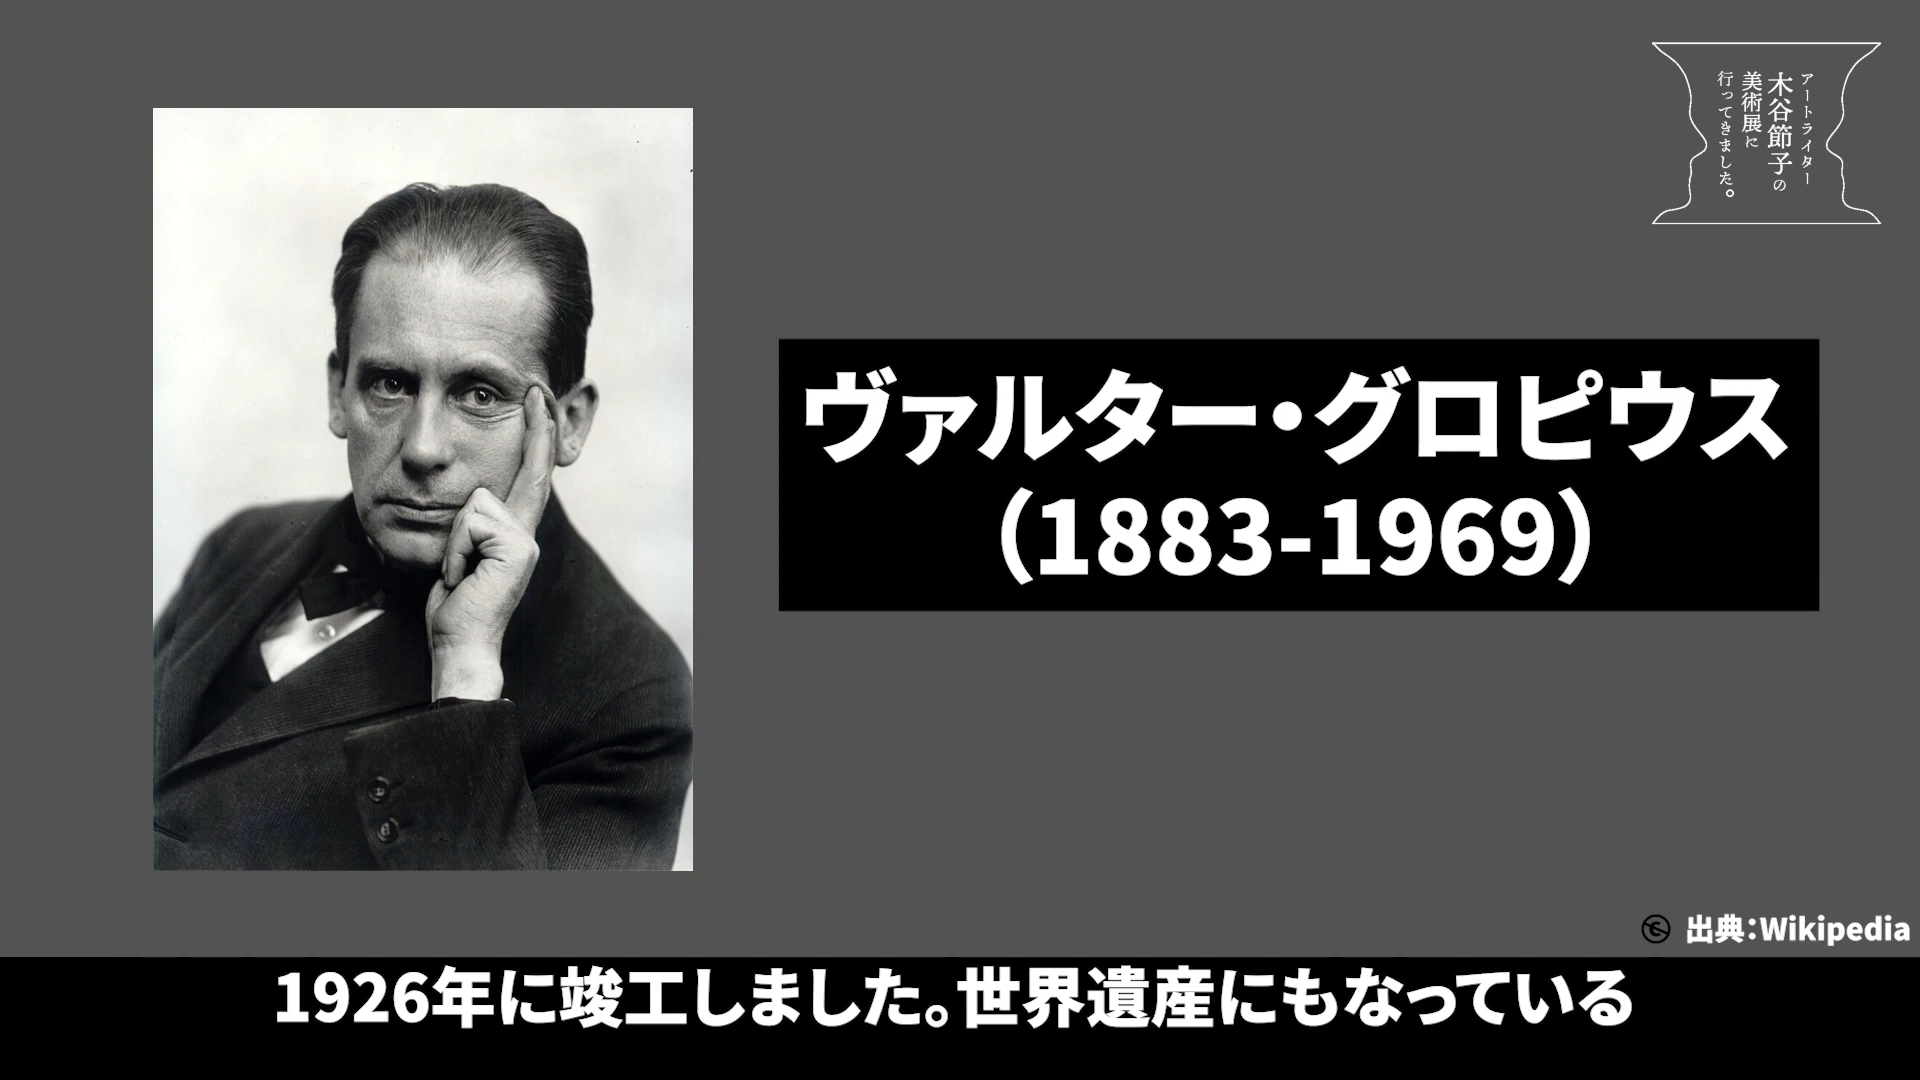 アートライター
木谷節子の
美術展に
行ってきました。
ヴァルター・グロピウス
(1883-1969)
出典:Wikipedia
1926年に竣工しました。世界遺産にもなっている